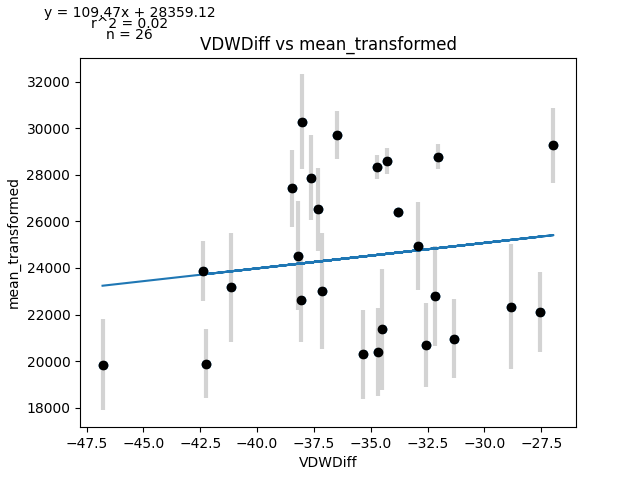 y = 109.47x + 28359.12
r^2 = 0.02
n = 26
VDWDiff vs mean_transformed
32000
30000
28000
26000
24000
22000
20000
18000
mean_transformed
−47.5 −45.0 −42.5 −40.0 −37.5 −35.0 −32.5 −30.0 −27.5
VDWDiff